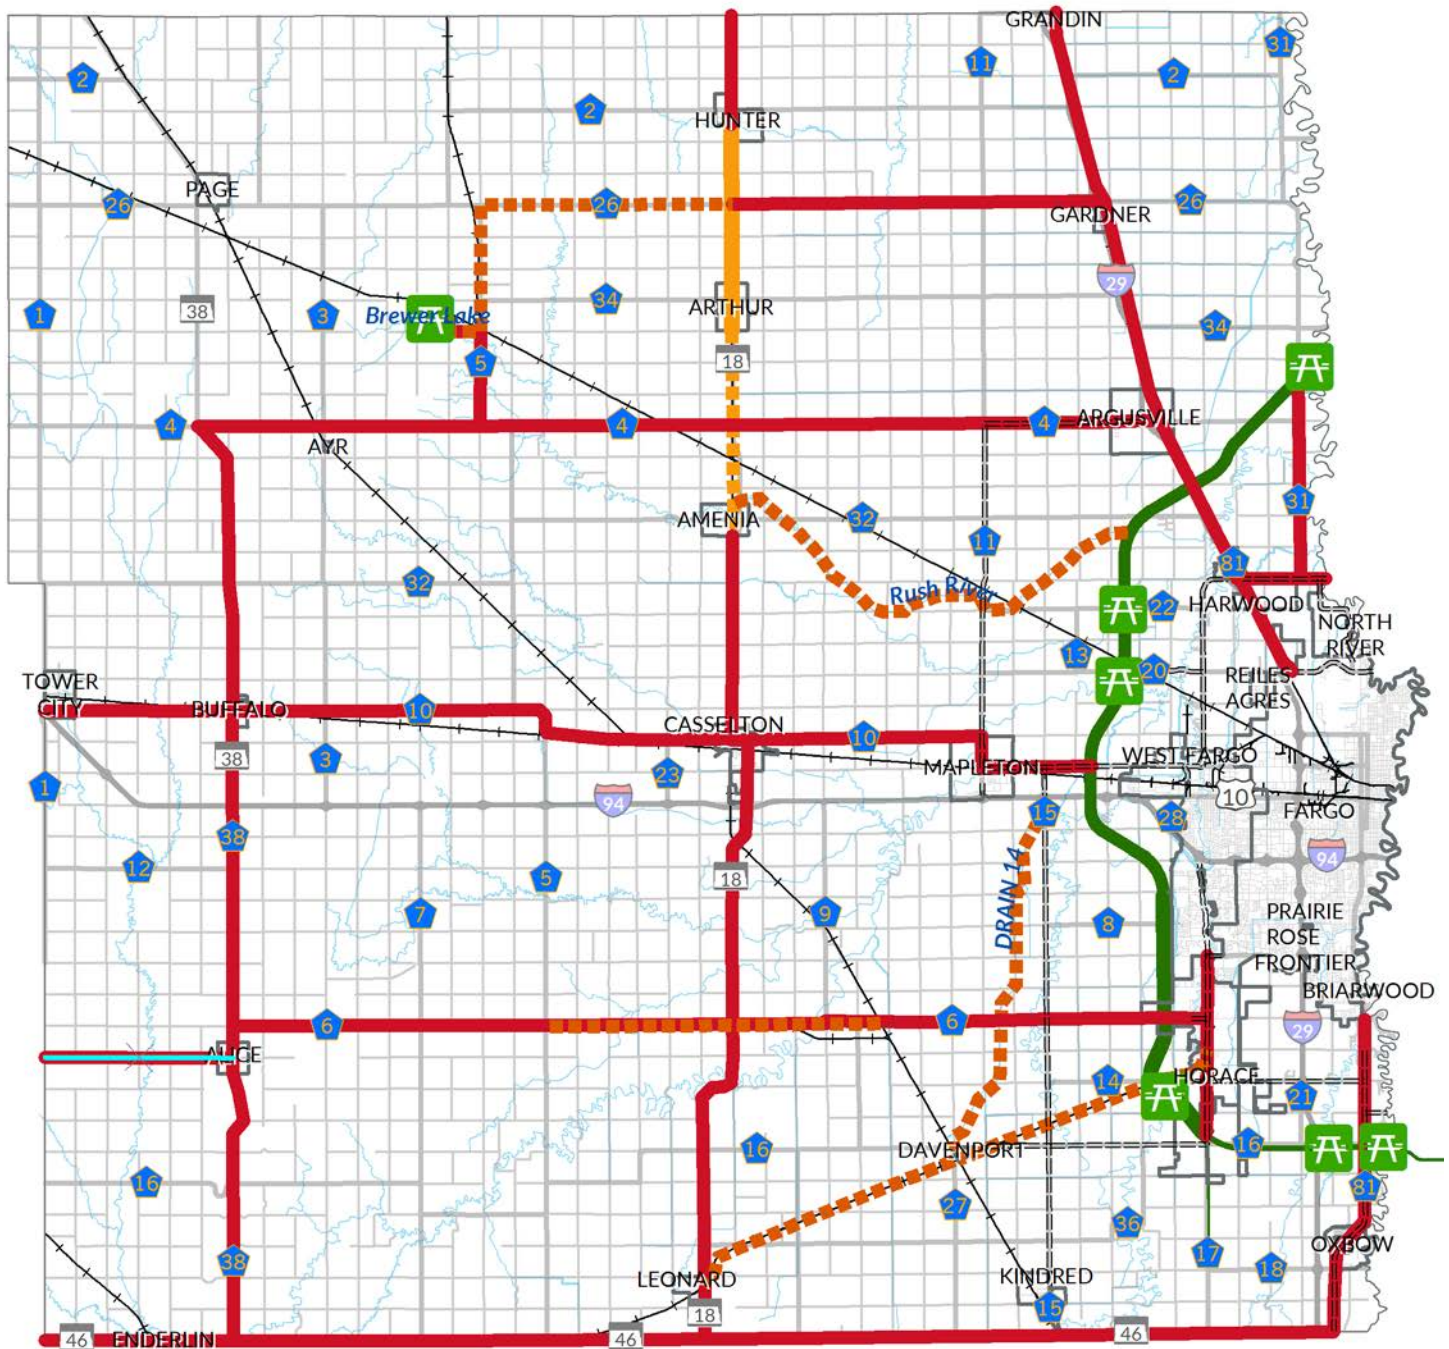 GRANDIN
31
11
2
2
2
HUNTER
PAGE
26
26
26
GARDNER
29
34
ARTHUR
38
1
3
Brewer Lake
34
18
5
4
4
4
ARGUSVILLE
AYR
31
AMENIA
32
11
81
32
Rush River
22
HARWOOD
NORTH
RIVER
13
20
REILES
ACRES
TOWER
CITY
BUFFALO
10
CASSELTON
10
38
3
23
MAPLETON
WEST FARGO
1
94
10
FARGO
15
28
38
94
12
18
5
7
9
DRAIN 14
8
PRAIRIE
ROSE
FRONTIER
BRIARWOOD
6
6
29
ALICE
14
HORACE
21
16
DAVENPORT
16
16
81
27
36
OXBOW
38
17
18
LEONARD
KINDRED
18
15
46
ENDERLIN
46
46